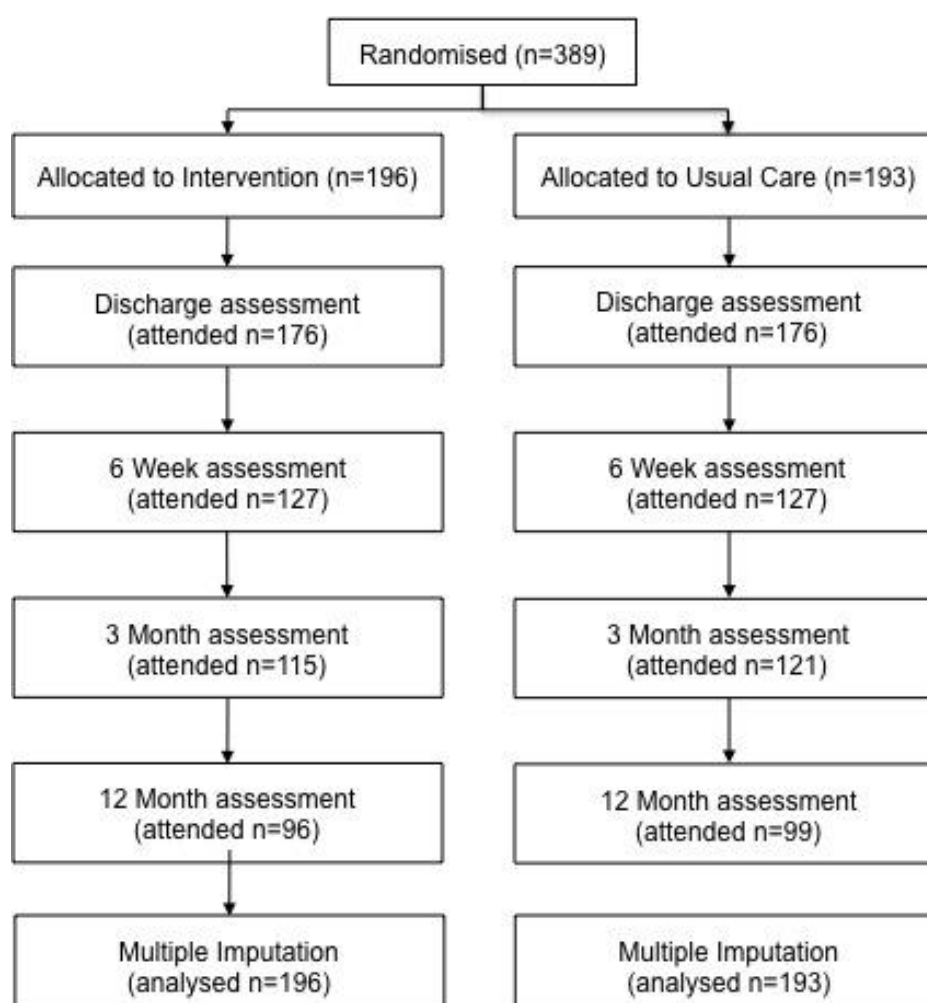 Randomised (n=389)
Allocated to Intervention (n=196)
Allocated to Usual Care (n=193)
Discharge assessment
(attended n=176)
Discharge assessment
(attended n=176)
6 Week assessment
(attended n=127)
6 Week assessment
(attended n=127)
3 Month assessment
(attended n=115)
3 Month assessment
(attended n=121)
12 Month assessment
(attended n=96)
12 Month assessment
(attended n=99)
Multiple Imputation
(analysed n=196)
Multiple Imputation
(analysed n=193)